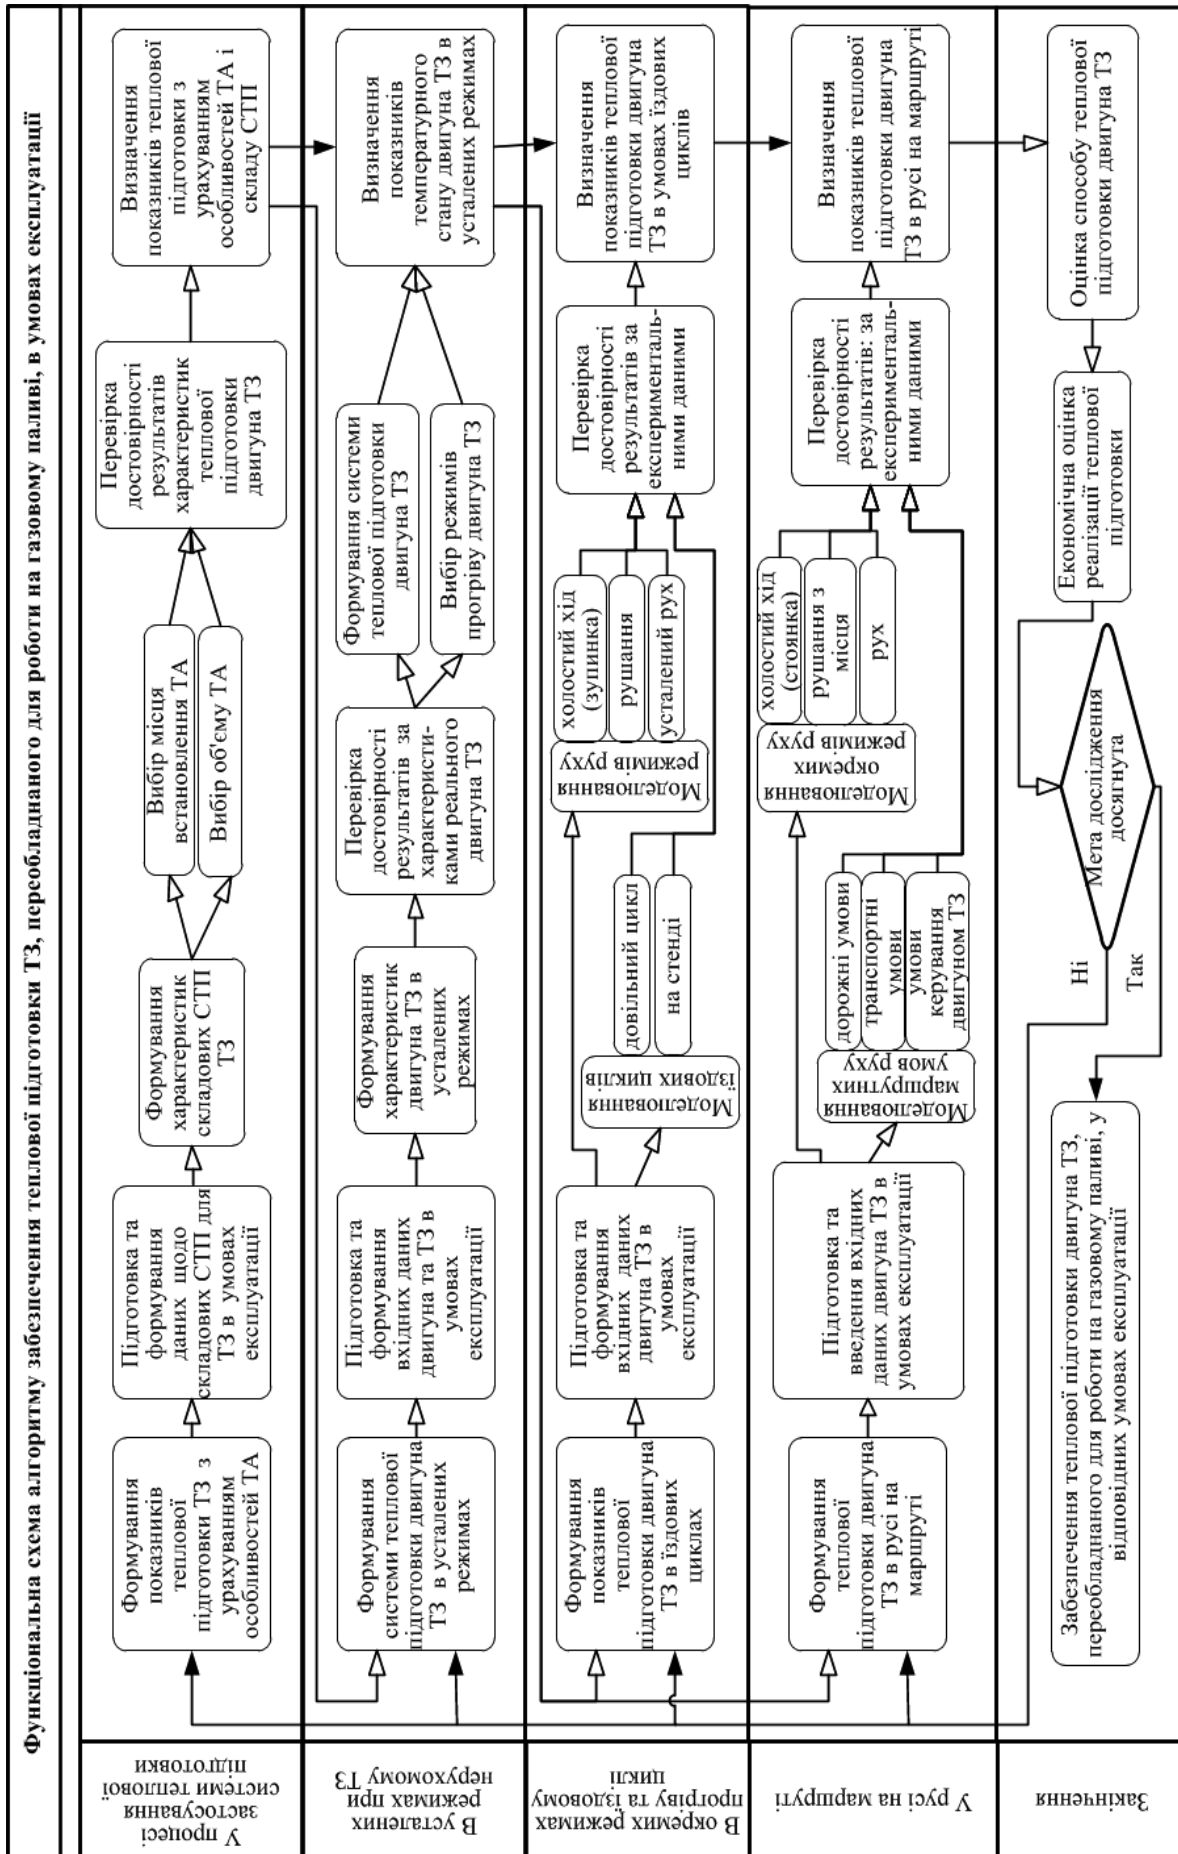 Функціональна схема алгоритму забезпечення теплової підготовки ТЗ, переобладнаного для роботи на газовому паливі, в умовах експлуатації
У процесі
застосування
системи теплової
підготовки
Формування
показників
теплової
підготовки ТЗ з
урахуванням
особливостей ТА
Підготовка та
формування
даних щодо
складових СТП для
ТЗ в умовах
експлуатації
Формування
характеристик
складових СТП
ТЗ
Вибір місця
встановлення ТА
Вибір об'єму ТА
Перевірка
достовірності
результатів
характеристик
теплової
підготовки
двигуна ТЗ
Визначення
показників теплової
підготовки з
урахуванням
особливостей ТА і
складу СТП
В усталених
режимах при
нерухомому ТЗ
Формування
системи теплової
підготовки двигуна
ТЗ в усталених
режимах
Підготовка та
формування
вхідних даних
двигуна та ТЗ в
умовах
експлуатації
Формування
характеристик
двигуна ТЗ в
усталених
режимах
Перевірка
достовірності
результатів за
характеристи-
ками реального
двигуна ТЗ
Формування системи
теплової підготовки
двигуна ТЗ
Вибір режимів
прогріву двигуна ТЗ
Визначення
показників
температурного
стану двигуна ТЗ в
усталених режимах
В окремих режимах
прогріву та їздовому
циклі
Формування
показників
теплової
підготовки двигуна
ТЗ в їздових
циклах
Підготовка та
формування
вхідних даних
двигуна ТЗ в
умовах
експлуатації
Моделювання
їздових циклів
довільний цикл
на стенді
Моделювання
режимів руху
холостий хід
(зупинка)
рушання
усталений рух
Перевірка
достовірності
результатів за
експерименталь-
ними даними
Визначення
показників теплової
підготовки двигуна
ТЗ в умовах їздових
циклів
У русі на маршруті
Формування
теплової
підготовки двигуна
ТЗ в русі на
маршруті
Підготовка та
введення вхідних
даних двигуна ТЗ в
умовах експлуатації
Моделювання
маршрутних
умов руху
дорожні умови
транспортні
умови
умови
керування
двигуном ТЗ
Моделювання
окремих
режимів руху
холостий хід
(стоянка)
рушання з
місця
рух
Перевірка
достовірності
результатів: за
експерименталь-
ними даними
Визначення
показників теплової
підготовки двигуна
ТЗ в русі на маршруті
Закінчення
Забезпечення теплової підготовки двигуна ТЗ,
переобладнаного для роботи на газовому паливі, у
відповідних умовах експлуатації
Ні
Так
Мета дослідження
досягнута
Економічна оцінка
реалізації теплової
підготовки
Оцінка способу теплової
підготовки двигуна ТЗ